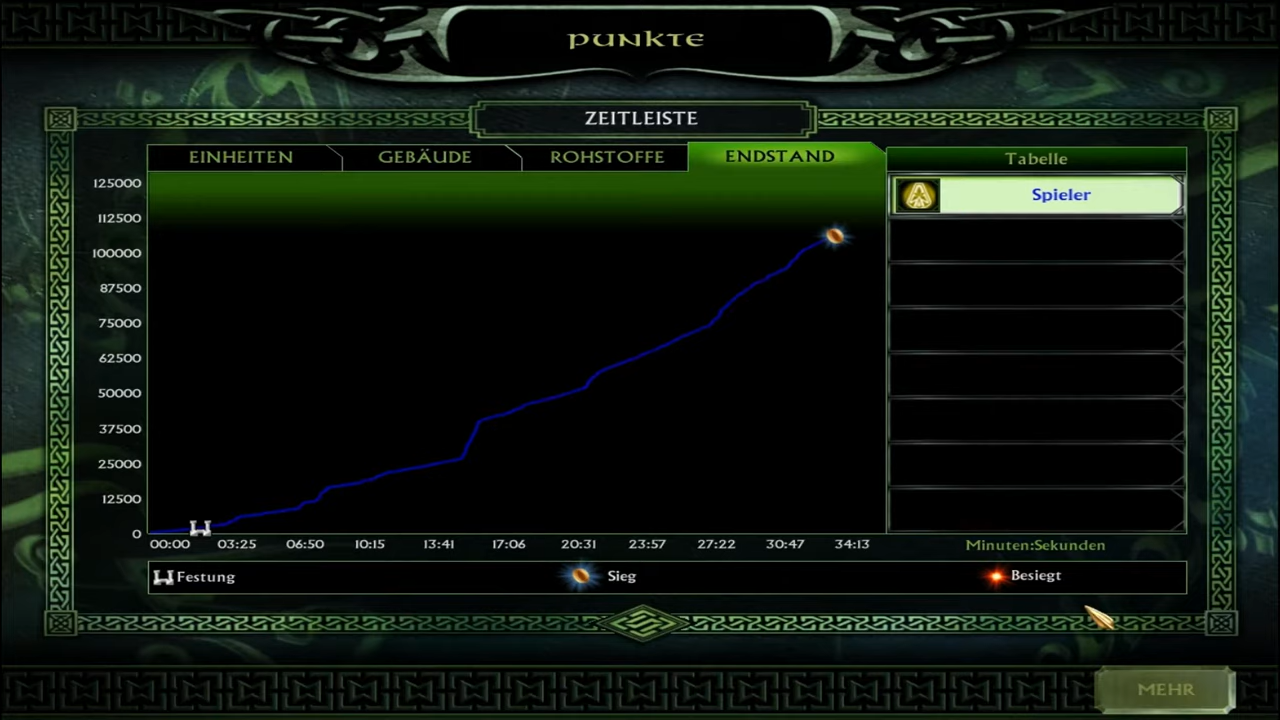 PUNKTE
ZEITLEISTE
EINHEITEN GEBÄUDE ROHSTOFFE ENDSTAND Tabelle
Spieler
125000
112500
100000
87500
75000
62500
50000
37500
25000
12500
0
00:00 03:25 06:50 10:15 13:41 17:06 20:31 23:57 27:22 30:47 34:13 Minuten:Sekunden
Festung Sieg Besiegt
MEHR